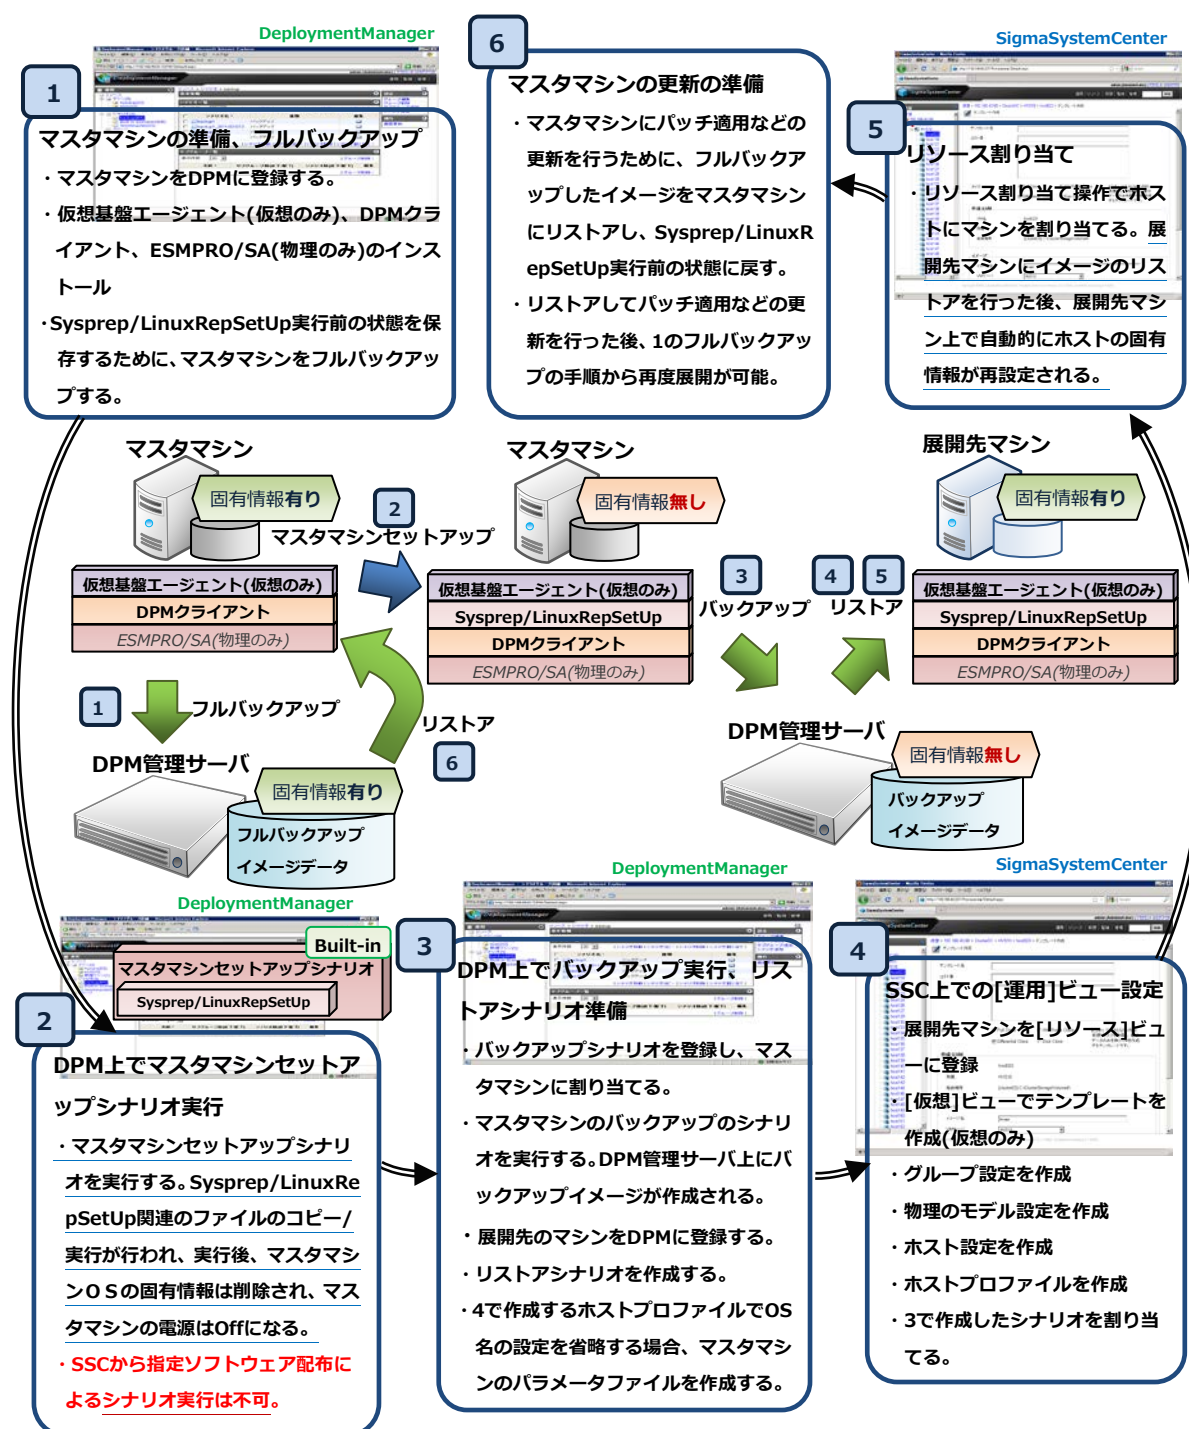 DeploymentManager
1
マスタマシンの準備、フルバックアップ
・マスタマシンをDPMに登録する。
・仮想基盤エージェント(仮想のみ)、DPMクラ
イアント、ESMPRO/SA(物理のみ)のインス
トール
・Sysprep/LinuxRepSetUp実行前の状態を保
存するために、マスタマシンをフルバックアッ
プする。
6
マスタマシンの更新の準備
・マスタマシンにパッチ適用などの
更新を行うために、フルバックア
ップしたイメージをマスタマシン
にリストアし、Sysprep/LinuxR
epSetUp実行前の状態に戻す。
・リストアしてパッチ適用などの更
新を行った後、1のフルバックアッ
プの手順から再度展開が可能。
SigmaSystemCenter
5
リソース割り当て
・リソース割り当て操作でホス
トにマシンを割り当てる。展
開先マシンにイメージのリス
トアを行った後、展開先マシ
ン上で自動的にホストの固有
情報が再設定される。
マスタマシン
固有情報有り
仮想基盤エージェント(仮想のみ)
DPMクライアント
ESMPRO/SA(物理のみ)
2
マスタマシンセットアップ
マスタマシン
固有情報無し
仮想基盤エージェント(仮想のみ)
Sysprep/LinuxRepSetUp
DPMクライアント
ESMPRO/SA(物理のみ)
3
バックアップ
4
5
リストア
展開先マシン
固有情報有り
仮想基盤エージェント(仮想のみ)
Sysprep/LinuxRepSetUp
DPMクライアント
ESMPRO/SA(物理のみ)
1
フルバックアップ
リストア
6
DPM管理サーバ
固有情報有り
フルバックアップ
イメージデータ
DPM管理サーバ
固有情報無し
バックアップ
イメージデータ
DeploymentManager
Built-in
マスタマシンセットアップシナリオ
Sysprep/LinuxRepSetUp
2
DPM上でマスタマシンセットア
ップシナリオ実行
・マスタマシンセットアップシナリ
オを実行する。Sysprep/LinuxRe
pSetUp関連のファイルのコピー/
実行が行われ、実行後、マスタマシ
ンOSの固有情報は削除され、マス
タマシンの電源はOffになる。
・SSCから指定ソフトウェア配布に
よるシナリオ実行は不可。
DeploymentManager
3
DPM上でバックアップ実行、リス
トアシナリオ準備
・バックアップシナリオを登録し、マス
タマシンに割り当てる。
・マスタマシンのバックアップのシナリ
オを実行する。DPM管理サーバ上にバ
ックアップイメージが作成される。
・展開先のマシンをDPMに登録する。
・リストアシナリオを作成する。
・4で作成するホストプロファイルでOS
名の設定を省略する場合、マスタマシ
ンのパラメータファイルを作成する。
SigmaSystemCenter
4
SSC上での[運用]ビュー設定
・展開先マシンを[リソース]ビュ
ーに登録
・[仮想]ビューでテンプレートを
作成(仮想のみ)
・グループ設定を作成
・物理のモデル設定を作成
・ホスト設定を作成
・ホストプロファイルを作成
・3で作成したシナリオを割り当
てる。